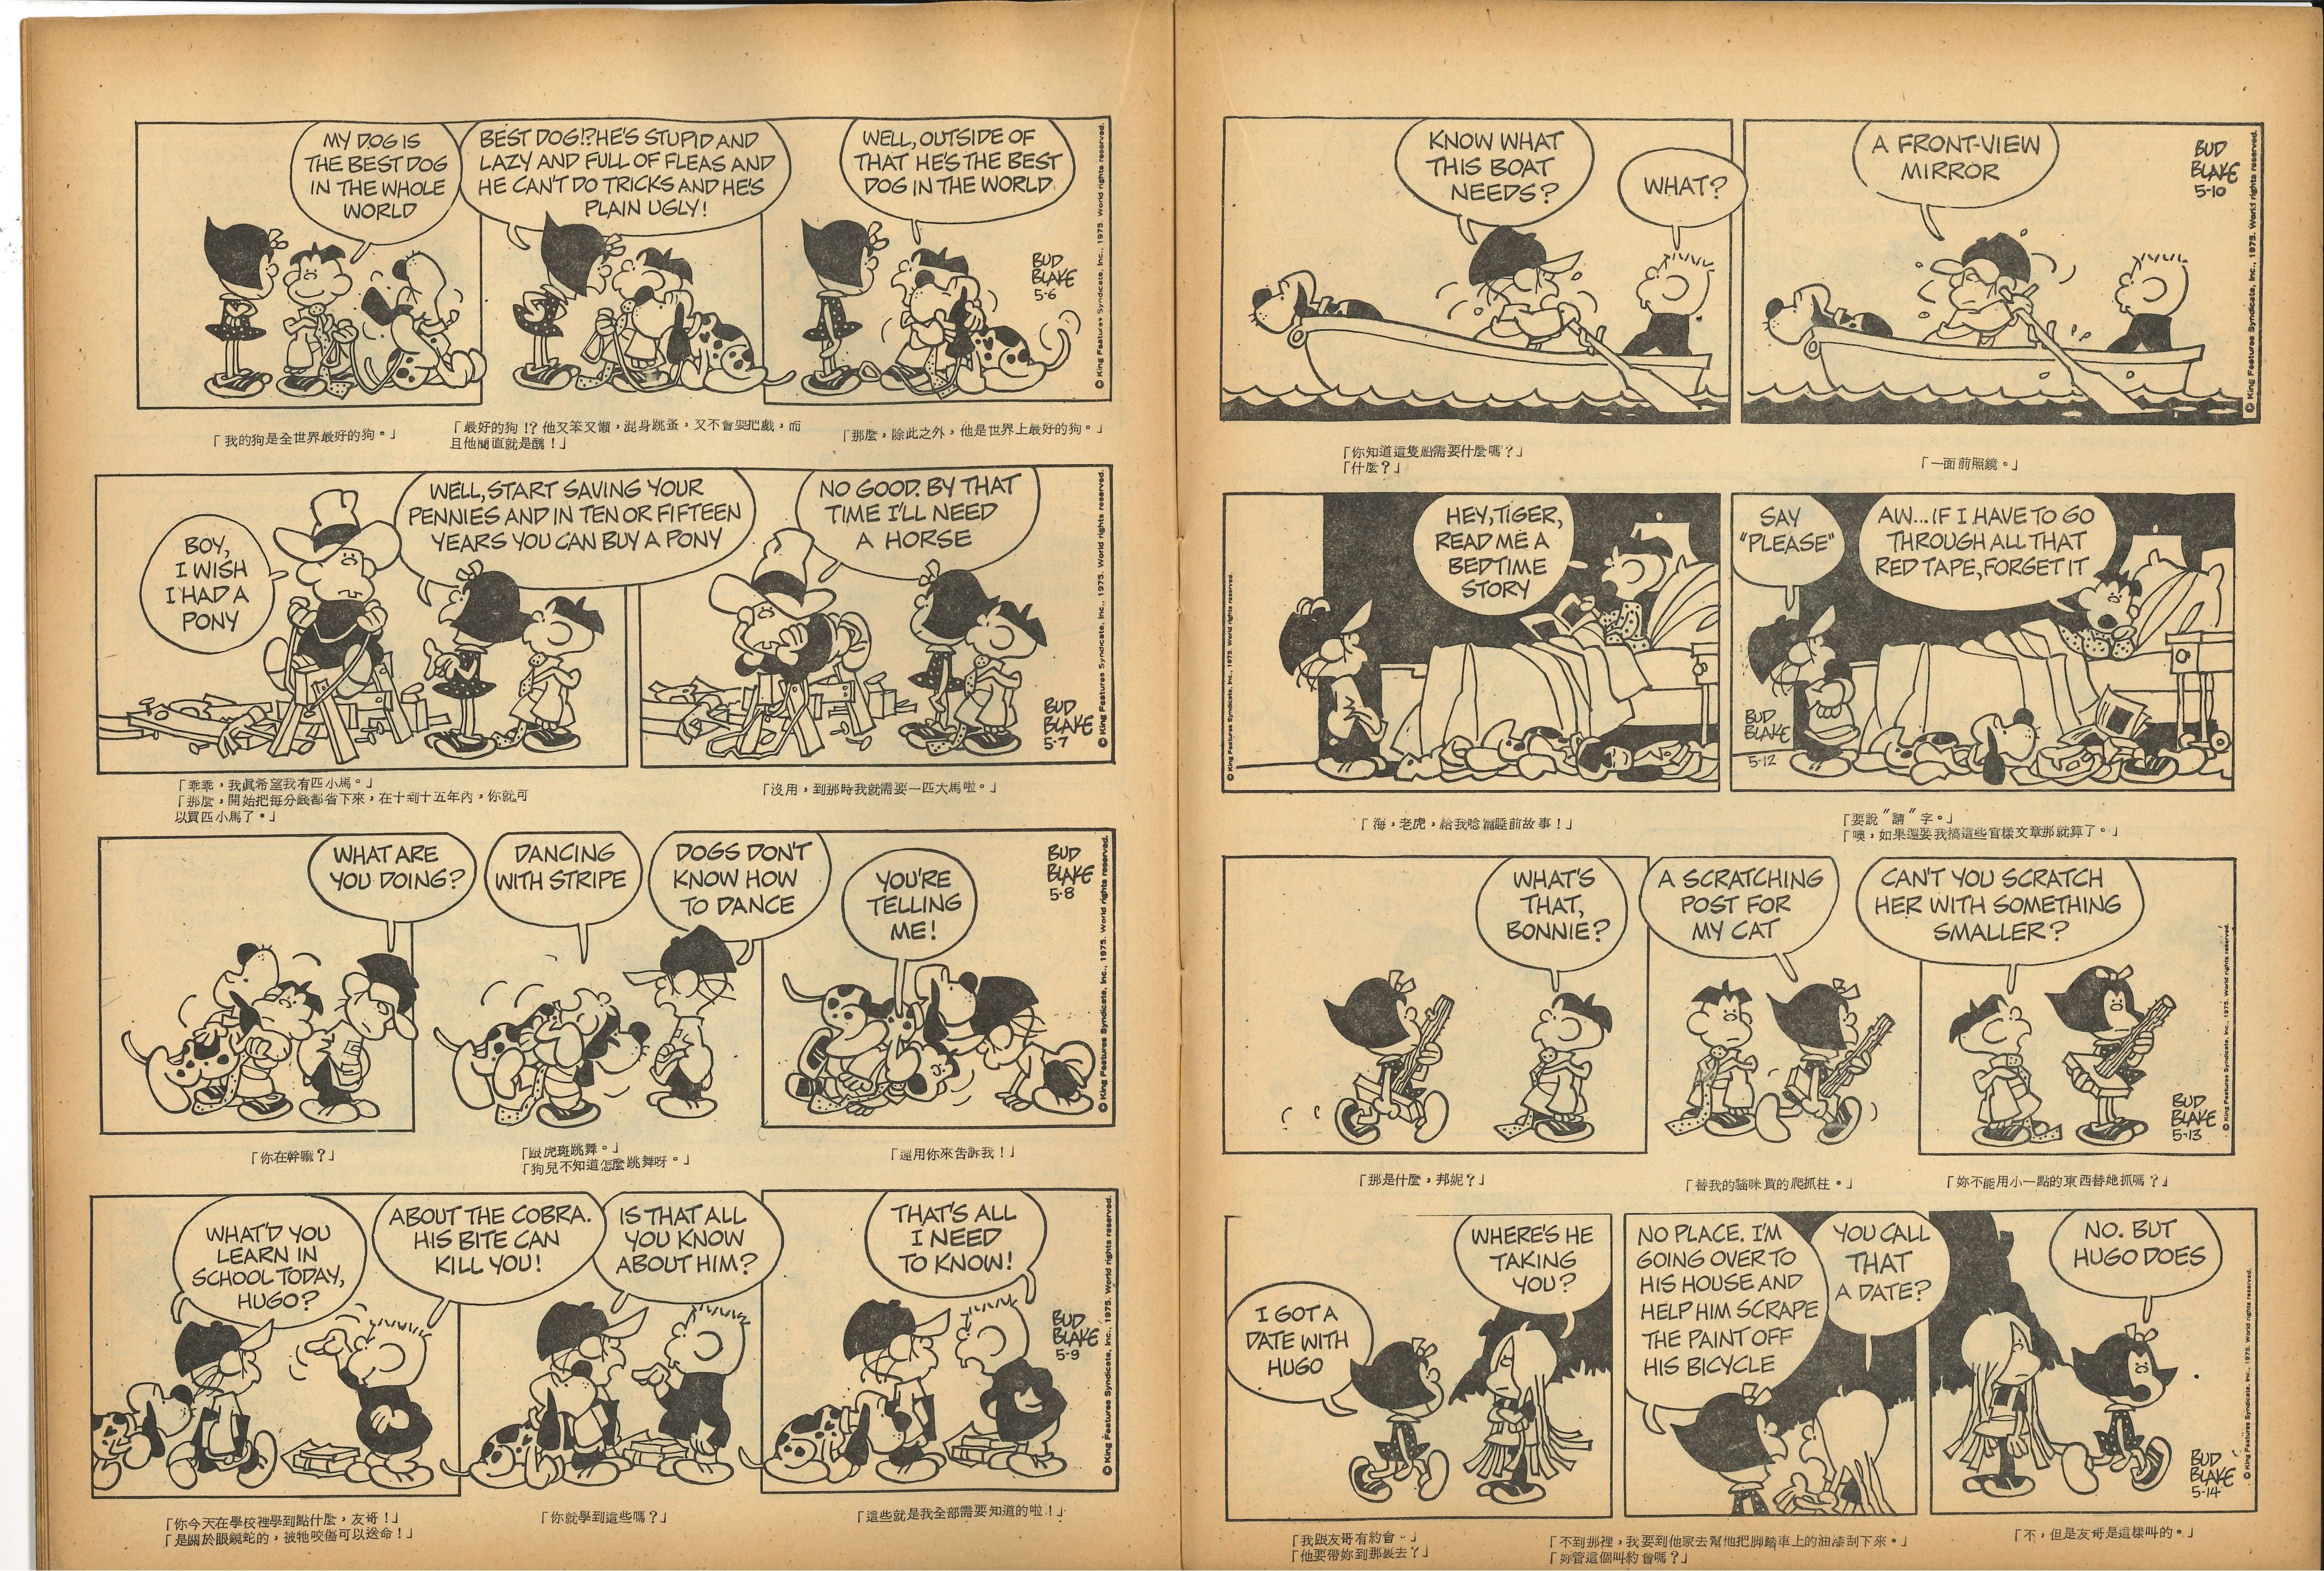 MY DOG IS
THE BEST DOG
IN THE WHOLE
WORLD
BEST DOG!? HE'S STUPID AND
LAZY AND FULL OF FLEAS AND
HE CAN'T DO TRICKS AND HE'S
PLAIN UGLY!
WELL, OUTSIDE OF
THAT HE'S THE BEST
DOG IN THE WORLD
BUD
BLAKE
5-6
© King Features Syndicate, Inc., 1975. World rights reserved.
「我的狗是全世界最好的狗。」
「最好的狗!?他又笨又懶,混身跳蚤,又不會耍把戲,而
且他簡直就是醜!」
「那麼,除此之外,他是世界上最好的狗。」
BOY,
I WISH
I HAD A
PONY
WELL, START SAVING YOUR
PENNIES AND IN TEN OR FIFTEEN
YEARS YOU CAN BUY A PONY
NO GOOD. BY THAT
TIME I'LL NEED
A HORSE
BUD
BLAKE
5-7
© King Features Syndicate, Inc., 1975. World rights reserved.
「乖乖,我眞希望我有匹小馬。」
「那麼,開始把每分錢都省下來,在十到十五年內,你就可
以買匹小馬了。」
「沒用,到那時我就需要一匹大馬啦。」
WHAT ARE
YOU DOING?
DANCING
WITH STRIPE
DOGS DON'T
KNOW HOW
TO DANCE
YOU'RE
TELLING
ME!
BUD
BLAKE
5-8
© King Features Syndicate, Inc., 1975. World rights reserved.
「你在幹嘛?」
「跟虎斑跳舞。」
「狗兒不知道怎麼跳舞呀。」
「還用你來告訴我!」
WHAT'D YOU
LEARN IN
SCHOOL TODAY,
HUGO?
ABOUT THE COBRA.
HIS BITE CAN
KILL YOU!
IS THAT ALL
YOU KNOW
ABOUT HIM?
THAT'S ALL
I NEED
TO KNOW!
BUD
BLAKE
5-9
© King Features Syndicate, Inc., 1975. World rights reserved.
「你今天在學校裡學到點什麼,友哥!」
「是關於眼鏡蛇的,被牠咬傷可以送命!」
「你就學到這些嗎?」
「這些就是我全部需要知道的啦!」
KNOW WHAT
THIS BOAT
NEEDS?
WHAT?
A FRONT-VIEW
MIRROR
BUD
BLAKE
5-10
© King Features Syndicate, Inc., 1975. World rights reserved.
「你知道這隻船需要什麼嗎?」
「什麼?」
「一面前照鏡。」
HEY, TIGER,
READ ME A
BEDTIME
STORY
SAY
"PLEASE"
AW...IF I HAVE TO GO
THROUGH ALL THAT
RED TAPE, FORGET IT
BUD
BLAKE
5-12
© King Features Syndicate, Inc., 1975. World rights reserved.
「海,老虎,給我唸篇睡前故事!」
「要說"請"字。」
「噢,如果還要我搞這些官樣文章那就算了。」
WHAT'S
THAT,
BONNIE?
A SCRATCHING
POST FOR
MY CAT
CAN'T YOU SCRATCH
HER WITH SOMETHING
SMALLER?
BUD
BLAKE
5-13
© King Features Syndicate, Inc., 1975. World rights reserved.
「那是什麼,邦妮?」
「替我的貓咪買的爬抓柱。」
「妳不能用小一點的東西替她抓嗎?」
I GOT A
DATE WITH
HUGO
WHERE'S HE
TAKING
YOU?
NO PLACE. I'M
GOING OVER TO
HIS HOUSE AND
HELP HIM SCRAPE
THE PAINT OFF
HIS BICYCLE
YOU CALL
THAT
A DATE?
NO. BUT
HUGO DOES
BUD
BLAKE
5-14
© King Features Syndicate, Inc., 1975. World rights reserved.
「我跟友哥有約會。」
「他要帶妳到那裏去?」
「不到那裡,我要到他家去幫他把脚踏車上的油漆刮下來。」
「妳管這個叫約會嗎?」
「不,但是友哥是這樣叫的。」